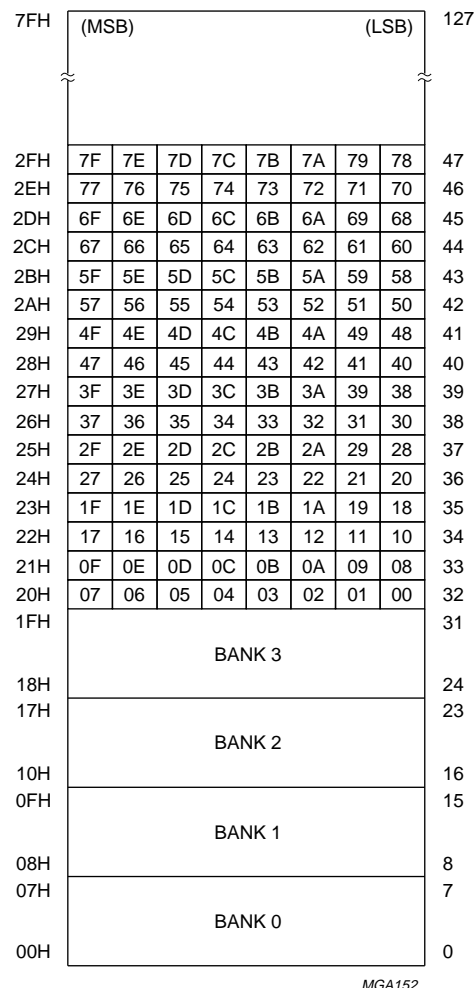 7FH (MSB) (LSB) 127
2FH 7F 7E 7D 7C 7B 7A 79 78 47
2EH 77 76 75 74 73 72 71 70 46
2DH 6F 6E 6D 6C 6B 6A 69 68 45
2CH 67 66 65 64 63 62 61 60 44
2BH 5F 5E 5D 5C 5B 5A 59 58 43
2AH 57 56 55 54 53 52 51 50 42
29H 4F 4E 4D 4C 4B 4A 49 48 41
28H 47 46 45 44 43 42 41 40 40
27H 3F 3E 3D 3C 3B 3A 39 38 39
26H 37 36 35 34 33 32 31 30 38
25H 2F 2E 2D 2C 2B 2A 29 28 37
24H 27 26 25 24 23 22 21 20 36
23H 1F 1E 1D 1C 1B 1A 19 18 35
22H 17 16 15 14 13 12 11 10 34
21H 0F 0E 0D 0C 0B 0A 09 08 33
20H 07 06 05 04 03 02 01 00 32
1FH 31
BANK 3
18H 24
17H 23
BANK 2
10H 16
0FH 15
BANK 1
08H 8
07H 7
BANK 0
00H 0
MGA152